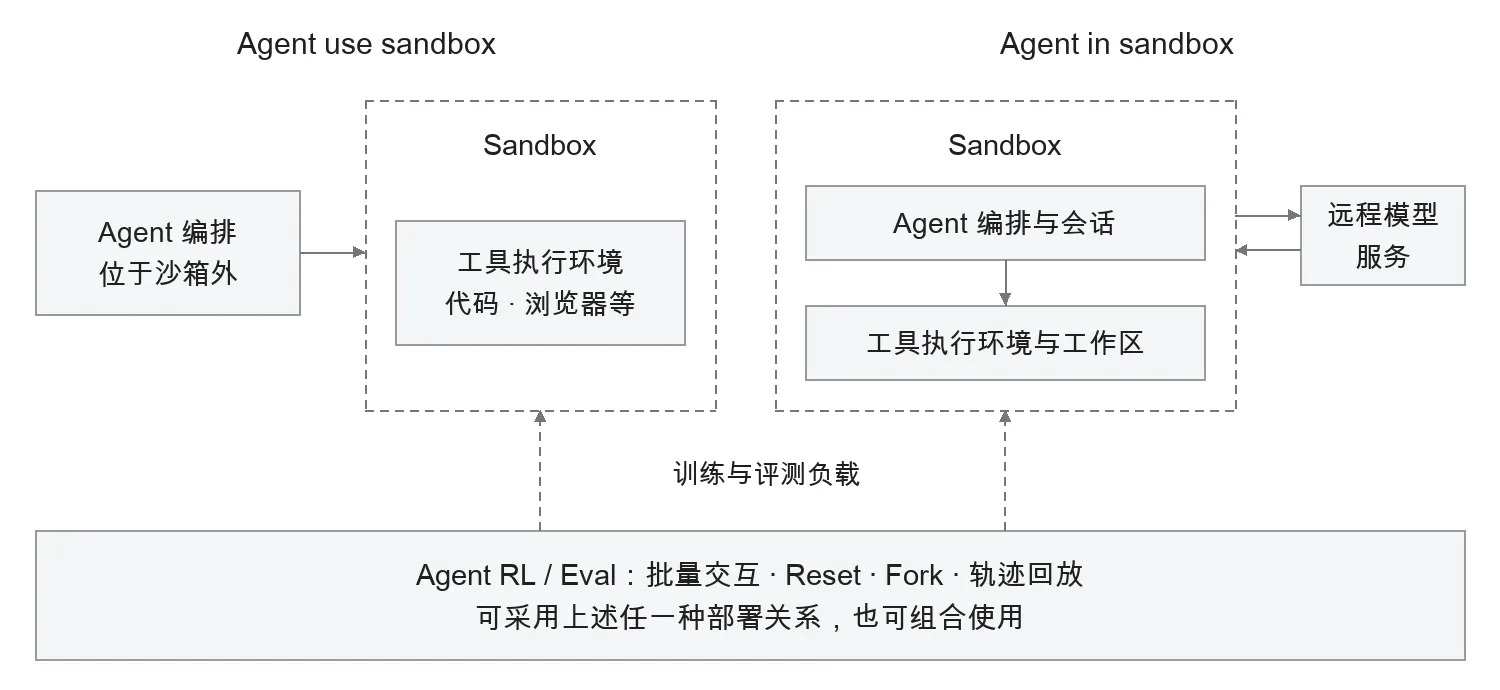 Agent use sandbox
Agent in sandbox
Sandbox
Sandbox
Agent 编排
位于沙箱外
工具执行环境
代码 · 浏览器等
Agent 编排与会话
工具执行环境与工作区
远程模型
服务
训练与评测负载
Agent RL / Eval：批量交互 · Reset · Fork · 轨迹回放
可采用上述任一种部署关系，也可组合使用